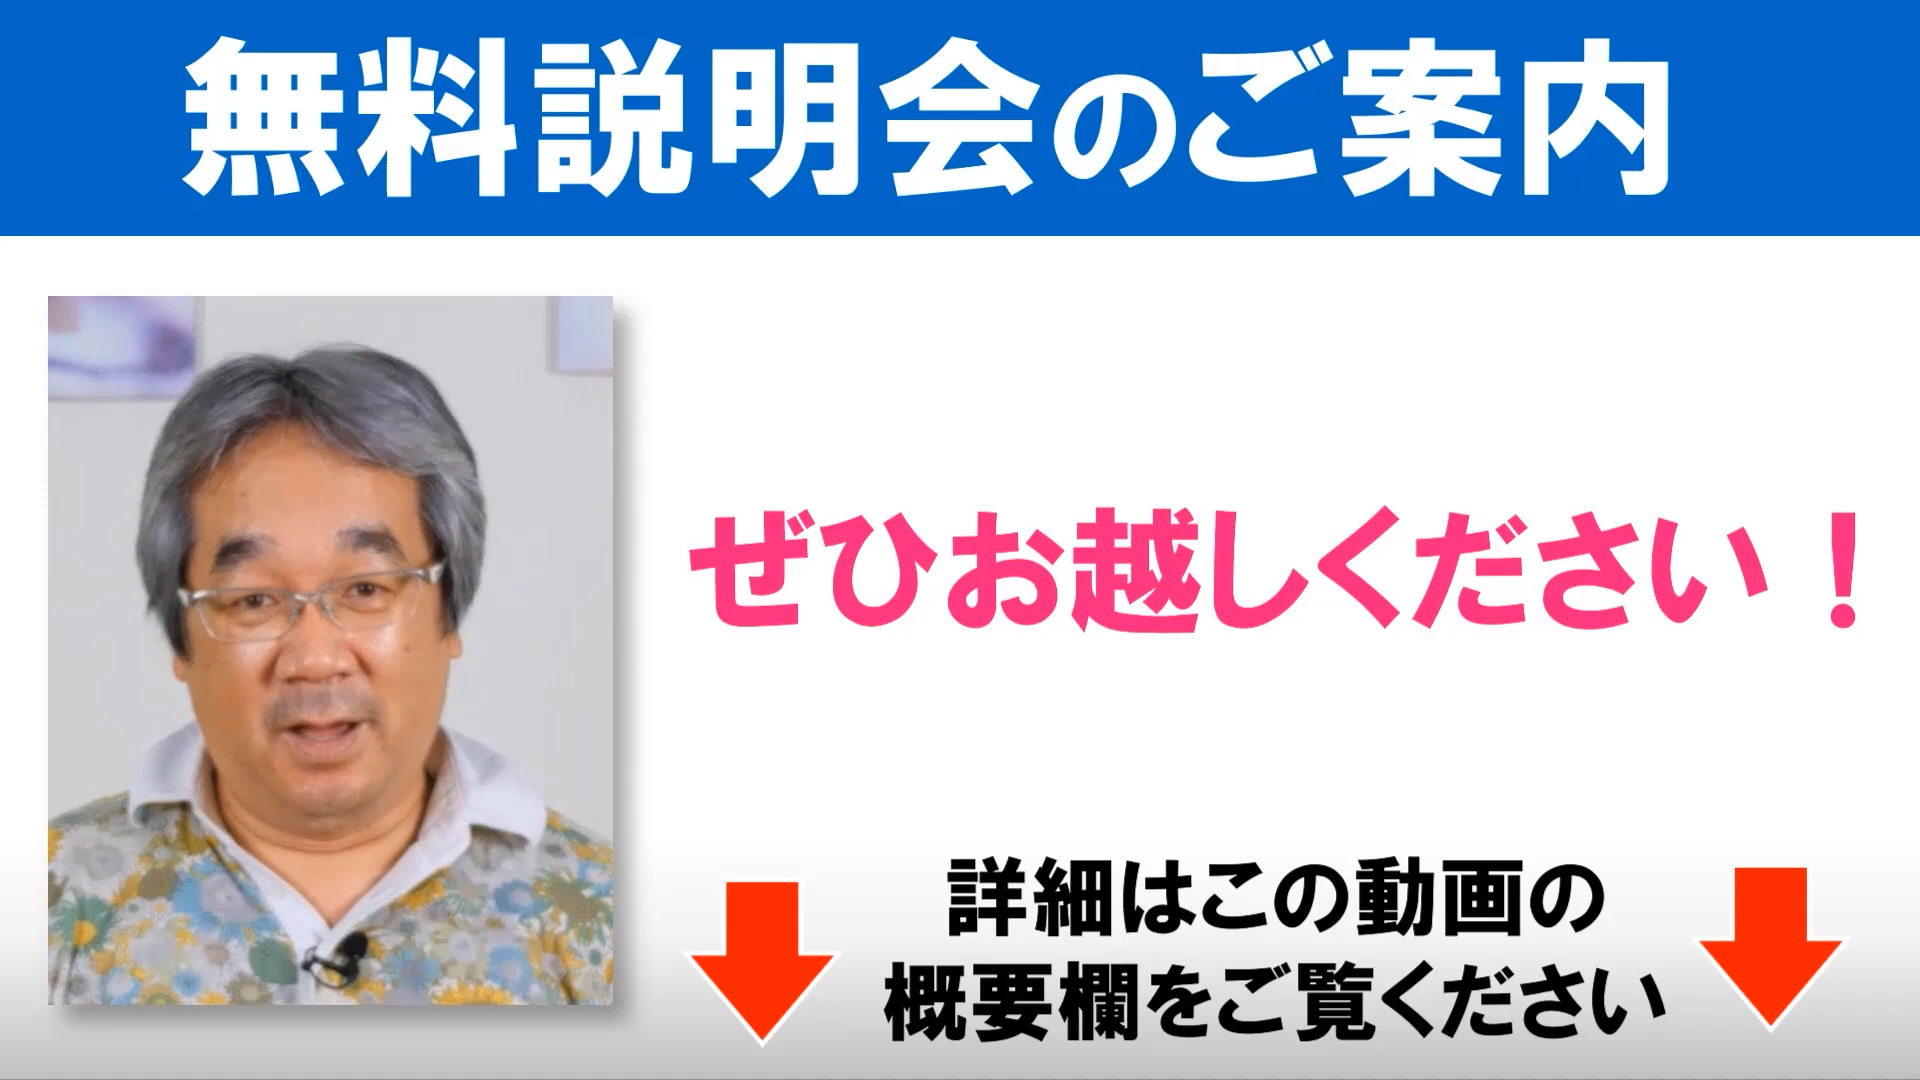 無料説明会のご案内
ぜひお越しください！
詳細はこの動画の
概要欄をご覧ください